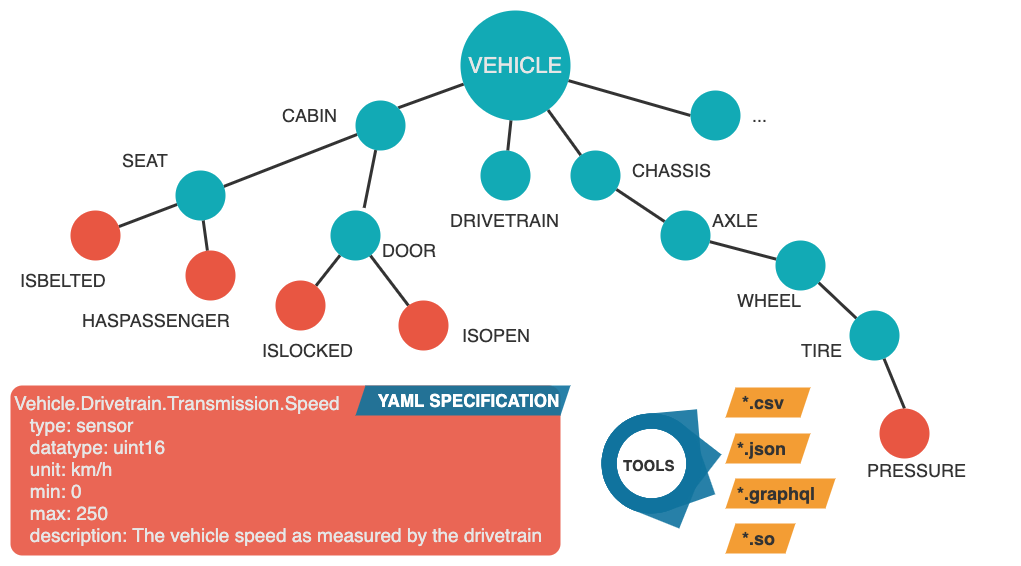 VEHICLE
CABIN
...
SEAT
CHASSIS
DRIVETRAIN
AXLE
DOOR
ISBELTED
WHEEL
HASPASSENGER
ISOPEN
ISLOCKED
TIRE
PRESSURE
YAML SPECIFICATION
Vehicle.Drivetrain.Transmission.Speed
type: sensor
datatype: uint16
unit: km/h
min: 0
max: 250
description: The vehicle speed as measured by the drivetrain
TOOLS
*.csv
*.json
*.graphql
*.so